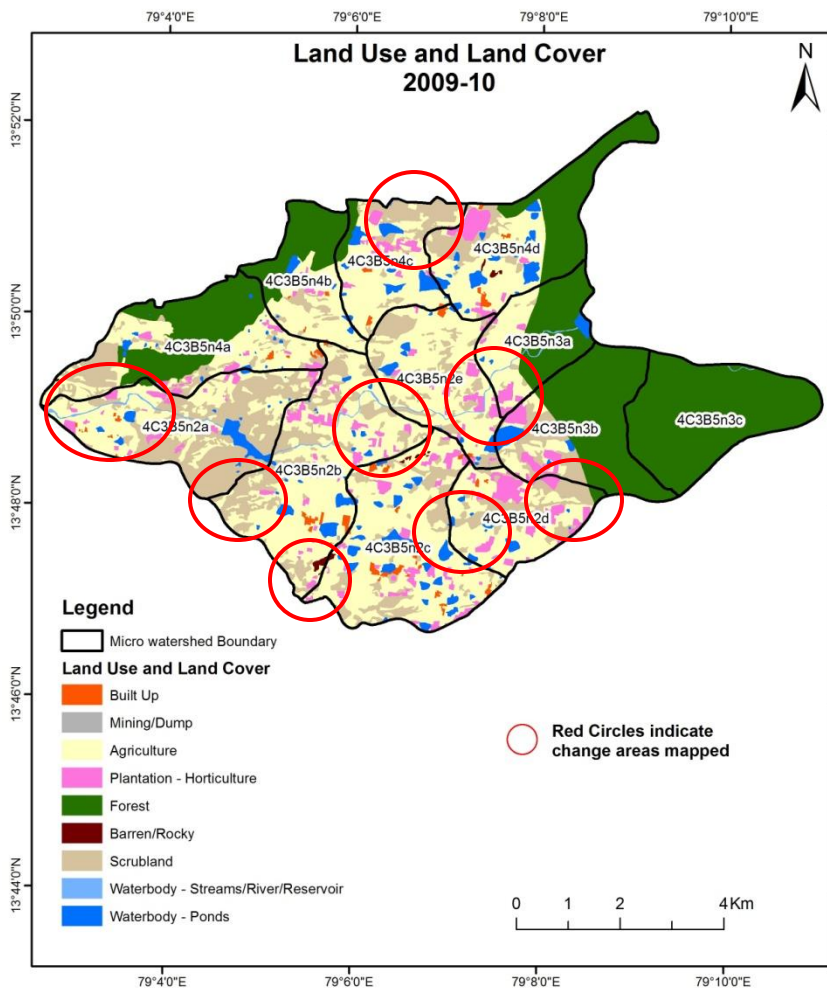 79°4'0"E
79°6'0"E
79°8'0"E
79°10'0"E
Land Use and Land Cover
2009-10
N
13°52'0"N
13°50'0"N
13°48'0"N
13°46'0"N
13°44'0"N
4C3B5n4c
4C3B5n4d
4C3B5n4b
4C3B5n4a
4C3B5n3a
4C3B5n2e
4C3B5n3c
4C3B5n2a
4C3B5n3b
4C3B5n2b
4C3B5n2d
4C3B5n2c
Legend
Micro watershed Boundary
Land Use and Land Cover
Built Up
Mining/Dump
Agriculture
Plantation - Horticulture
Forest
Barren/Rocky
Scrubland
Waterbody - Streams/River/Reservoir
Waterbody - Ponds
Red Circles indicate
change areas mapped
0 1 2 4 Km
79°4'0"E
79°6'0"E
79°8'0"E
79°10'0"E